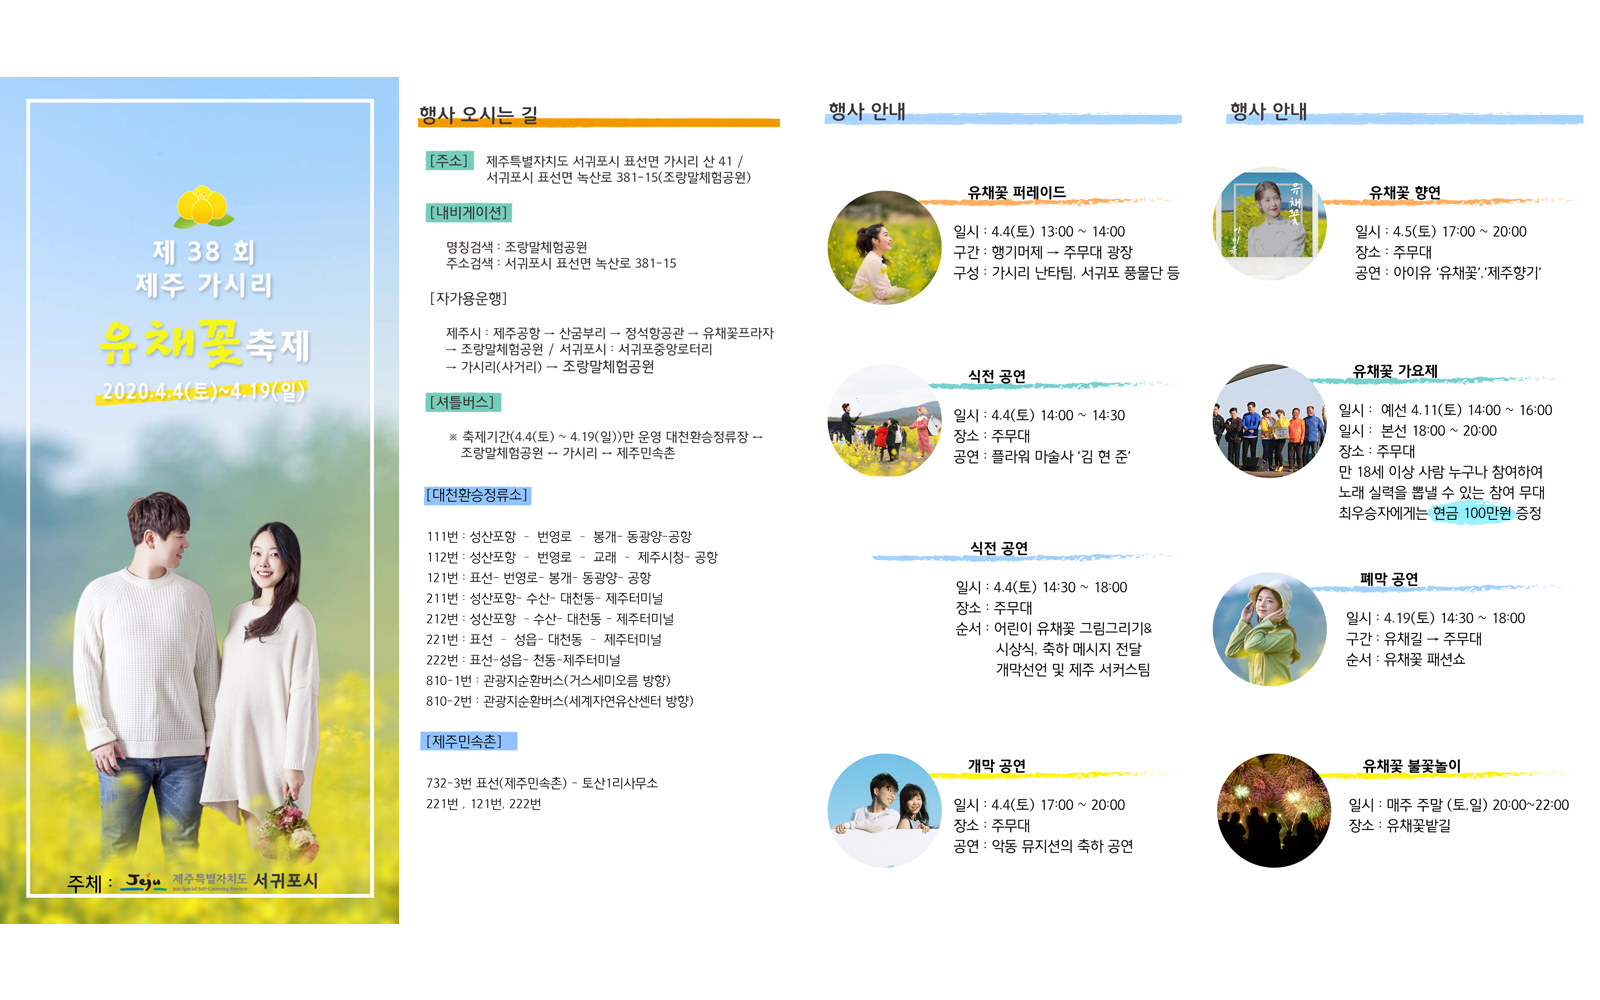 제 38 회
제주 가시리
유채꽃축제
2020.4.4(토)~4.19(일)
주체 : Jeju 제주특별자치도 서귀포시
Jeju Special Self-Governing Province
행사 오시는 길
[주소] 제주특별자치도 서귀포시 표선면 가시리 산 41 /
서귀포시 표선면 녹산로 381-15(조랑말체험공원)
[내비게이션]
명칭검색 : 조랑말체험공원
주소검색 : 서귀포시 표선면 녹산로 381-15
[자가용운행]
제주시 : 제주공항 → 산굼부리 → 정석항공관 → 유채꽃프라자
→ 조랑말체험공원 / 서귀포시 : 서귀포중앙로터리
→ 가시리(사거리) → 조랑말체험공원
[셔틀버스]
※ 축제기간(4.4(토) ~ 4.19(일))만 운영 대천환승정류장 ↔
조랑말체험공원 ↔ 가시리 ↔ 제주민속촌
[대천환승정류소]
111번 : 성산포항 - 번영로 - 봉개- 동광양-공항
112번 : 성산포항 - 번영로 - 교래 - 제주시청- 공항
121번 : 표선- 번영로- 봉개- 동광양- 공항
211번 : 성산포항- 수산- 대천동- 제주터미널
212번 : 성산포항 - 수산- 대천동 - 제주터미널
221번 : 표선 - 성읍- 대천동 - 제주터미널
222번 : 표선-성읍- 천동-제주터미널
810-1번 : 관광지순환버스(거스세미오름 방향)
810-2번 : 관광지순환버스(세계자연유산센터 방향)
[제주민속촌]
732-3번 표선(제주민속촌) - 토산1리사무소
221번 , 121번, 222번
행사 안내
유채꽃 퍼레이드
일시 : 4.4(토) 13:00 ~ 14:00
구간 : 행기머제 → 주무대 광장
구성 : 가시리 난타팀, 서귀포 풍물단 등
식전 공연
일시 : 4.4(토) 14:00 ~ 14:30
장소 : 주무대
공연 : 플라워 마술사 '김 현 준'
식전 공연
일시 : 4.4(토) 14:30 ~ 18:00
장소 : 주무대
순서 : 어린이 유채꽃 그림그리기&
시상식, 축하 메시지 전달
개막선언 및 제주 서커스팀
개막 공연
일시 : 4.4(토) 17:00 ~ 20:00
장소 : 주무대
공연 : 악동 뮤지션의 축하 공연
행사 안내
유채꽃
유채꽃 향연
일시 : 4.5(토) 17:00 ~ 20:00
장소 : 주무대
공연 : 아이유 '유채꽃','제주향기'
유채꽃 가요제
일시 : 예선 4.11(토) 14:00 ~ 16:00
일시 : 본선 18:00 ~ 20:00
장소 : 주무대
만 18세 이상 사람 누구나 참여하여
노래 실력을 뽑낼 수 있는 참여 무대
최우승자에게는 현금 100만원 증정
폐막 공연
일시 : 4.19(토) 14:30 ~ 18:00
구간 : 유채길 → 주무대
순서 : 유채꽃 패션쇼
유채꽃 불꽃놀이
일시 : 매주 주말 (토,일) 20:00~22:00
장소 : 유채꽃밭길